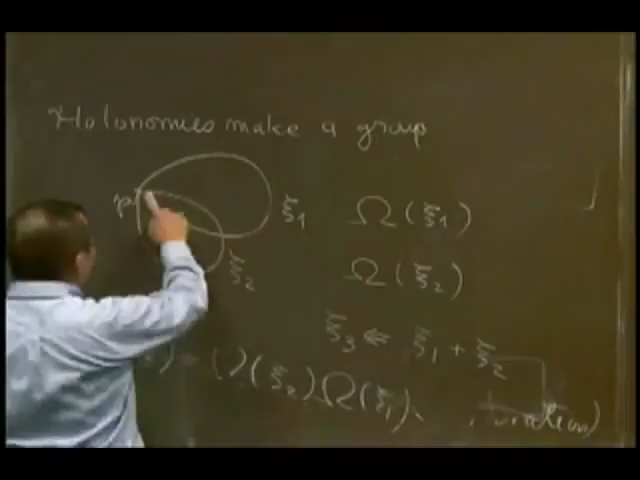 Holonomies make a group
p ξ1 Ω(ξ1)
ξ2 Ω(ξ2)
ξ3 ⇐ ξ1 + ξ2
) = Ω(ξ2)Ω(ξ1)